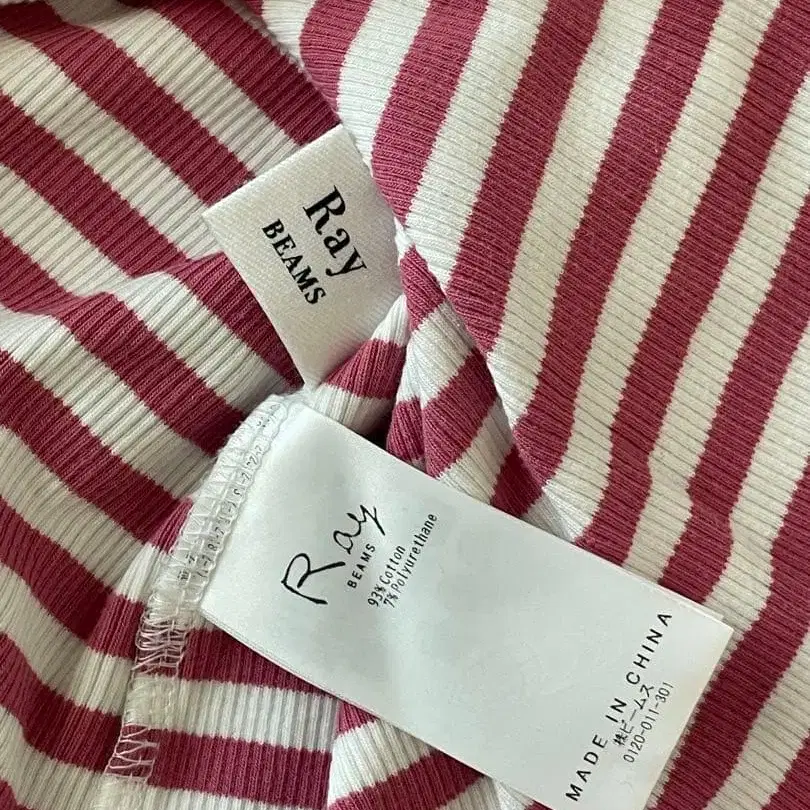 Ray
BEAMS
Ray
BEAMS
93%Cotton
7%Polyurethane
MADE IN CHINA
㈱ビームス
0120-011-301